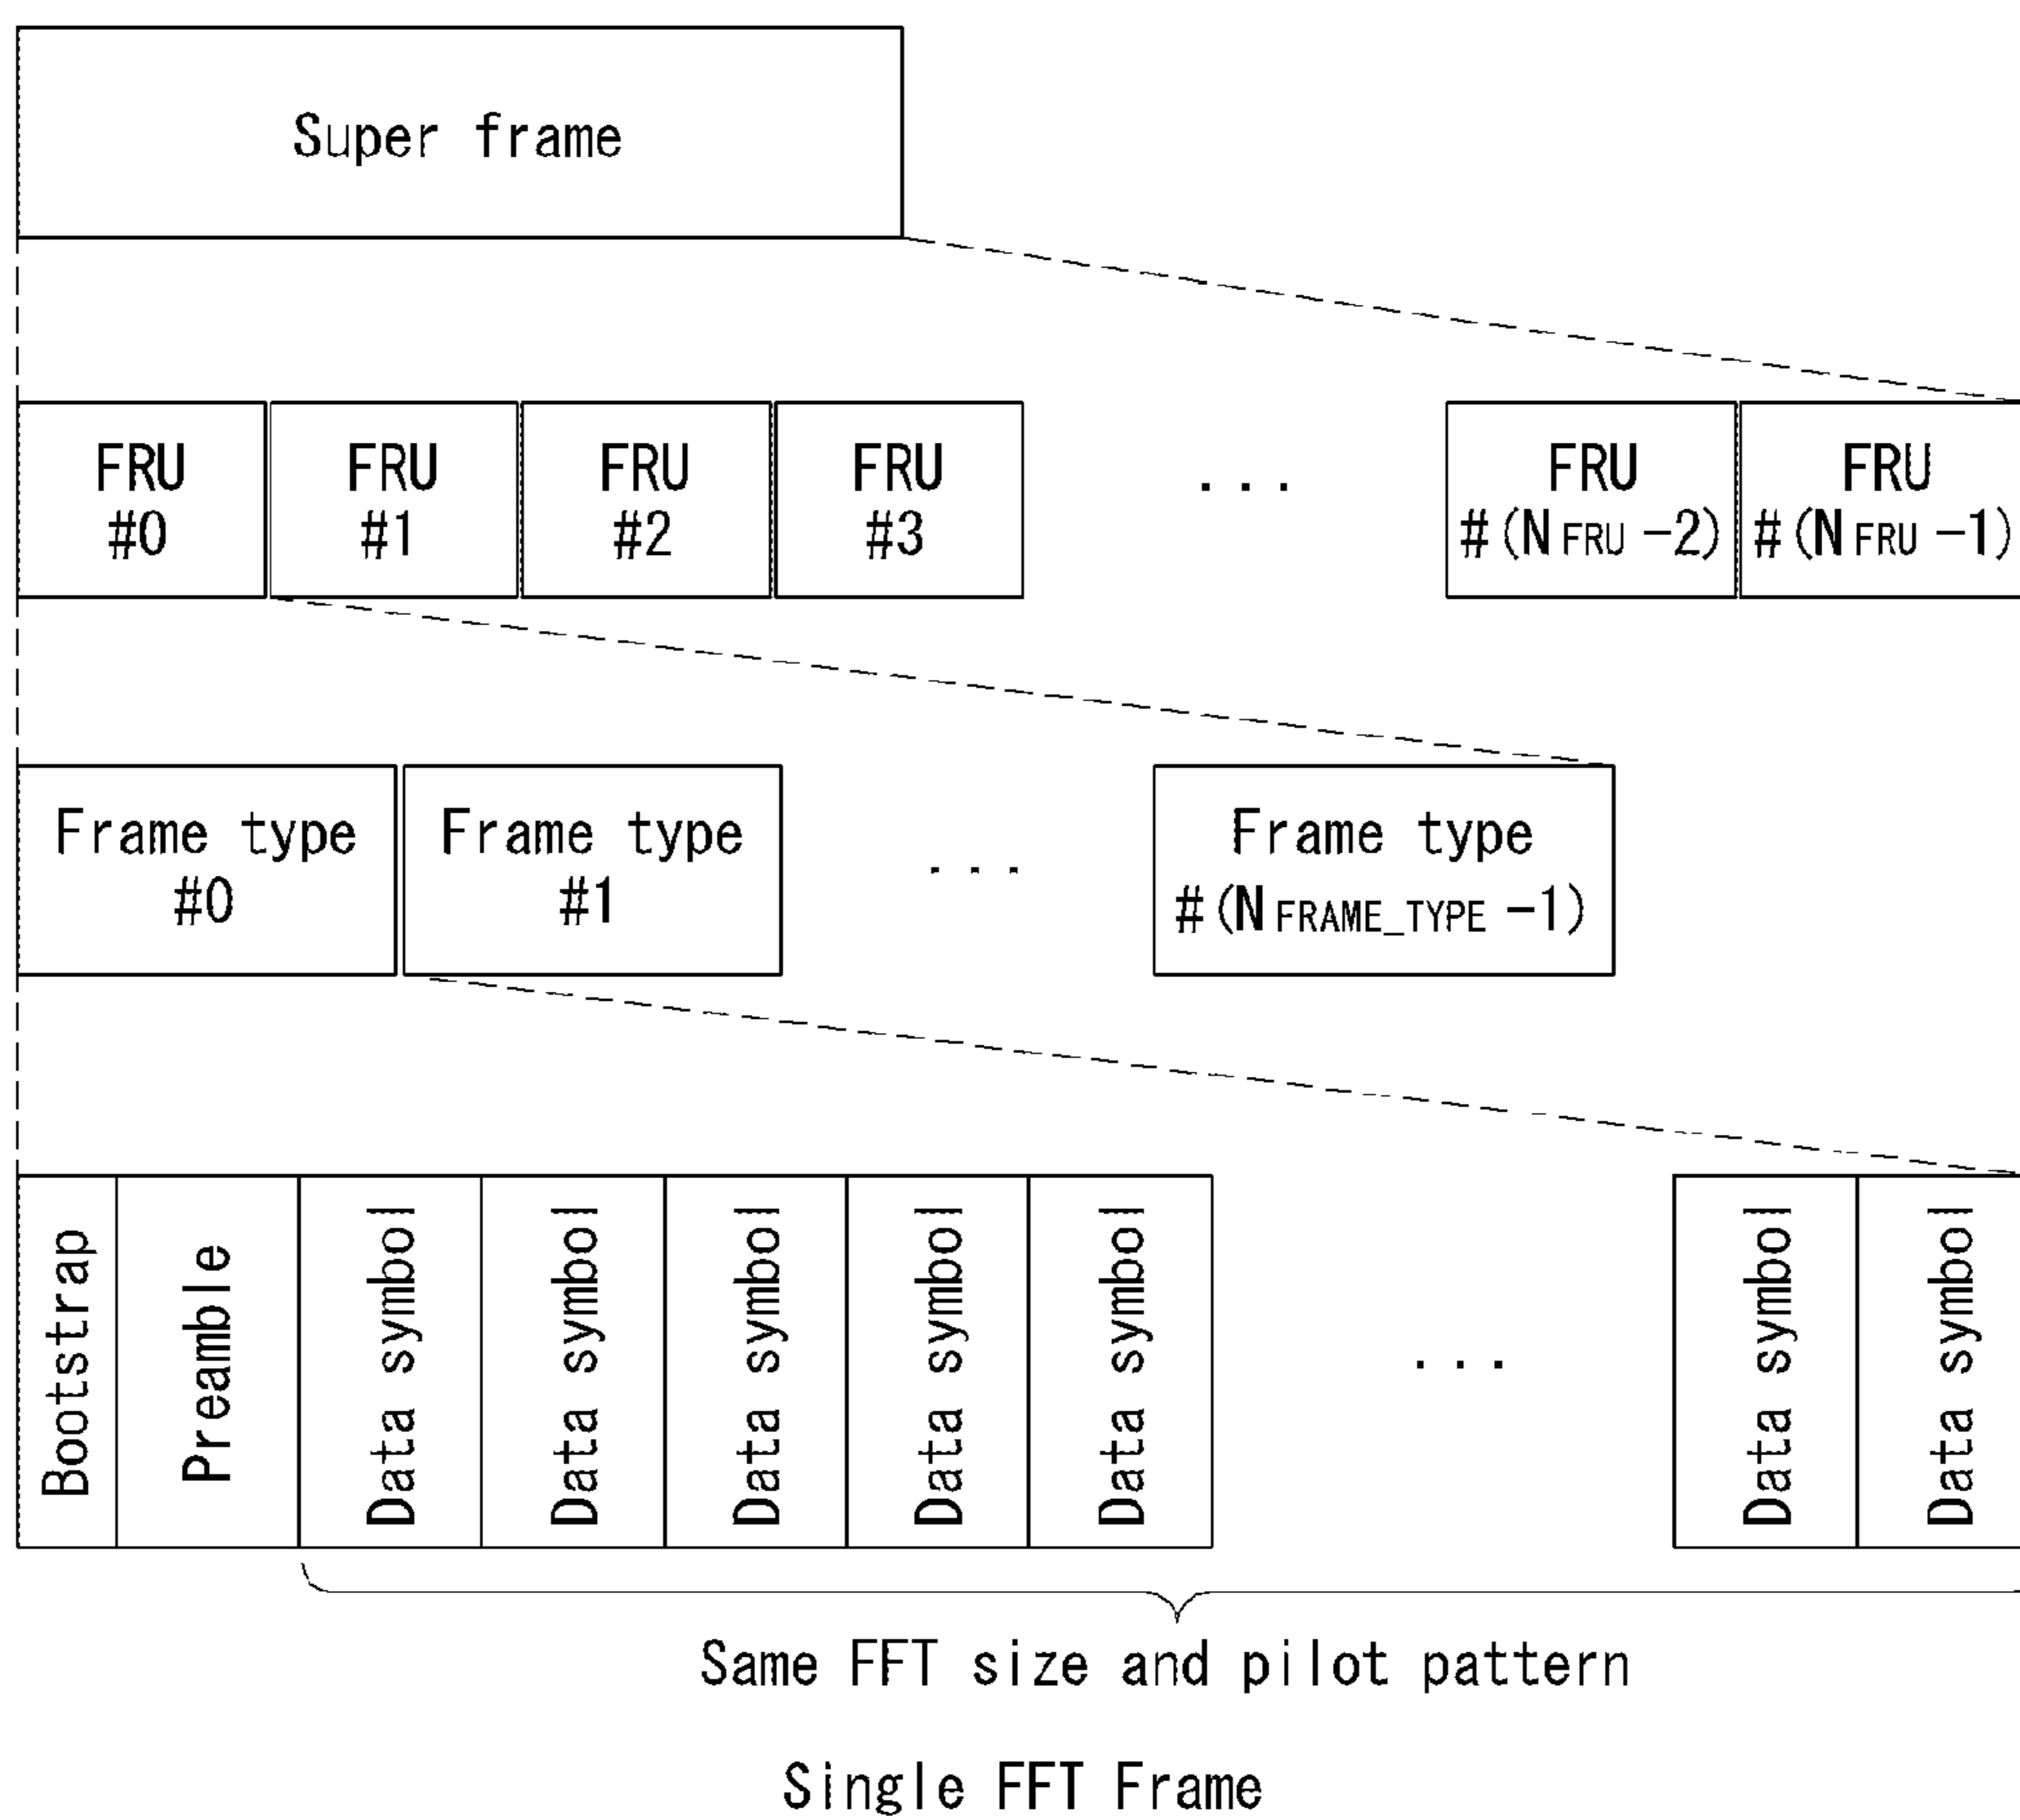 Super frame
FRU
#0
FRU
#1
FRU
#2
FRU
#3
...
FRU
#(NFRU -2)
FRU
#(NFRU -1)
Frame type
#0
Frame type
#1
...
Frame type
#(NFRAME_TYPE -1)
Bootstrap
Preamble
Data symbol
Data symbol
Data symbol
Data symbol
Data symbol
...
Data symbol
Data symbol
Same FFT size and pilot pattern
Single FFT Frame